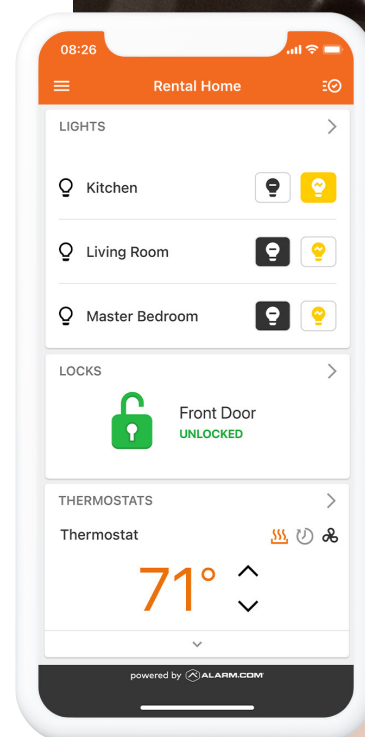 08:26
Rental Home
LIGHTS
Kitchen
Living Room
Master Bedroom
LOCKS
Front Door
UNLOCKED
THERMOSTATS
Thermostat
71°
powered by ALARM.COM